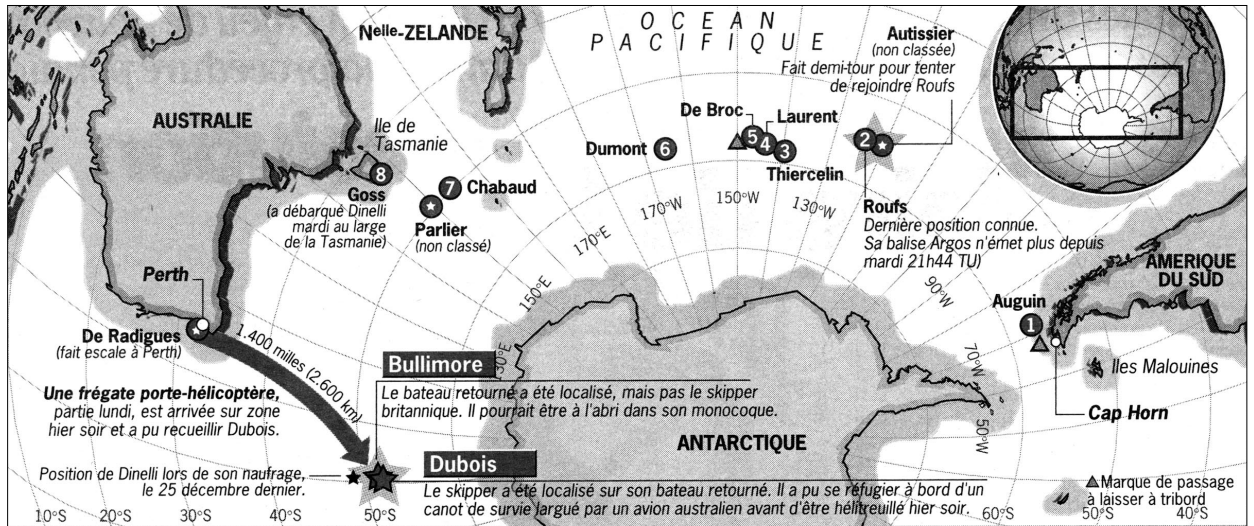 OCEAN
PACIFIQUE
Nelle-ZELANDE
AUSTRALIE
Ile de
Tasmanie
8
Goss
(a débarqué Dinelli
mardi au large
de la Tasmanie)
7
Chabaud
Parlier
(non classé)
Dumont
6
De Broc
5
Laurent
4
3
Thiercelin
Autissier
(non classée)
Fait demi-tour pour tenter
de rejoindre Roufs
2
Roufs
Dernière position connue.
Sa balise Argos n'émet plus depuis
mardi 21h44 TU)
130°E
150°E
170°E
170°W
150°W
130°W
90°W
70°W
50°W
AMERIQUE
DU SUD
Auguin
1
Iles Malouines
Cap Horn
Perth
De Radigues
(fait escale à Perth)
1.400 miles (2.600 km)
Une frégate porte-hélicoptère,
partie lundi, est arrivée sur zone
hier soir et a pu recueillir Dubois.
Bullimore
Le bateau retourné a été localisé, mais pas le skipper
britannique. Il pourrait être à l'abri dans son monocoque.
ANTARCTIQUE
Position de Dinelli lors de son naufrage,
le 25 décembre dernier.
Dubois
Le skipper a été localisé sur son bateau retourné. Il a pu se réfugier à bord d'un
canot de survie largué par un avion australien avant d'être hélitreuillé hier soir.
Marque de passage
à laisser à tribord
10°S
20°S
30°S
40°S
50°S
60°S
50°S
40°S